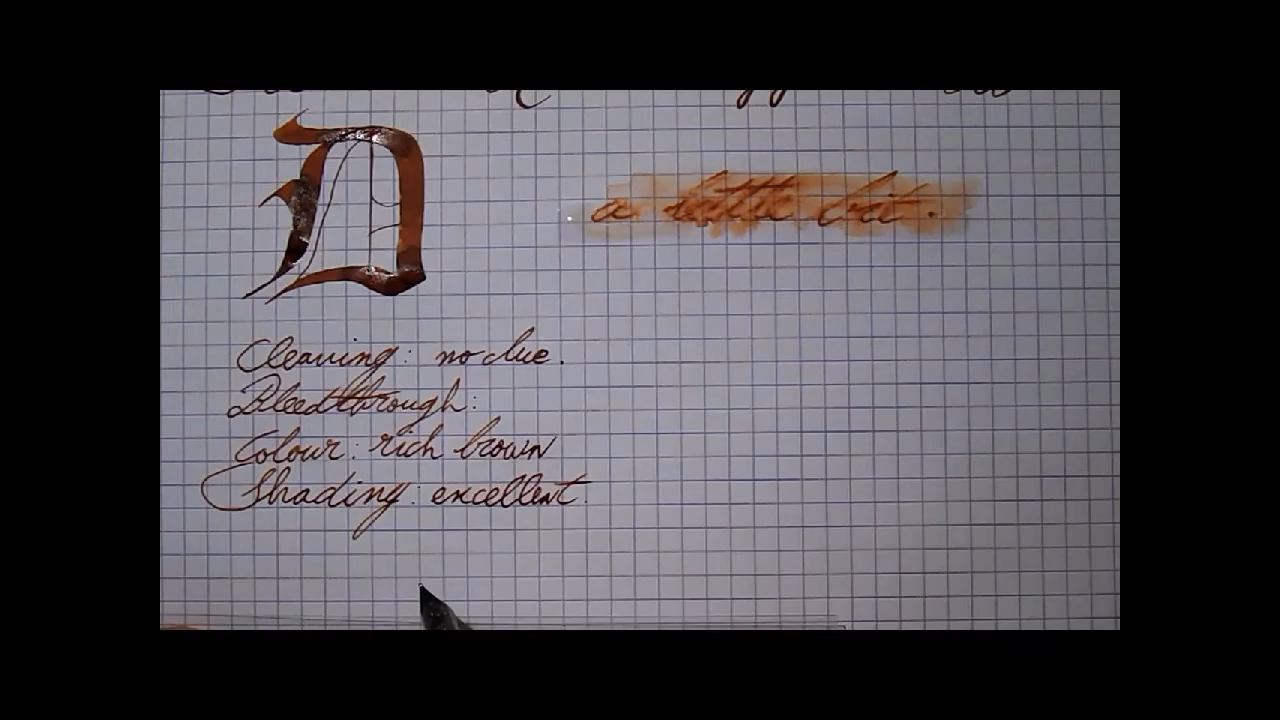 D
a little bit.
Cleaning: no clue.
Bleedthrough:
Colour: rich brown
Shading: excellent.